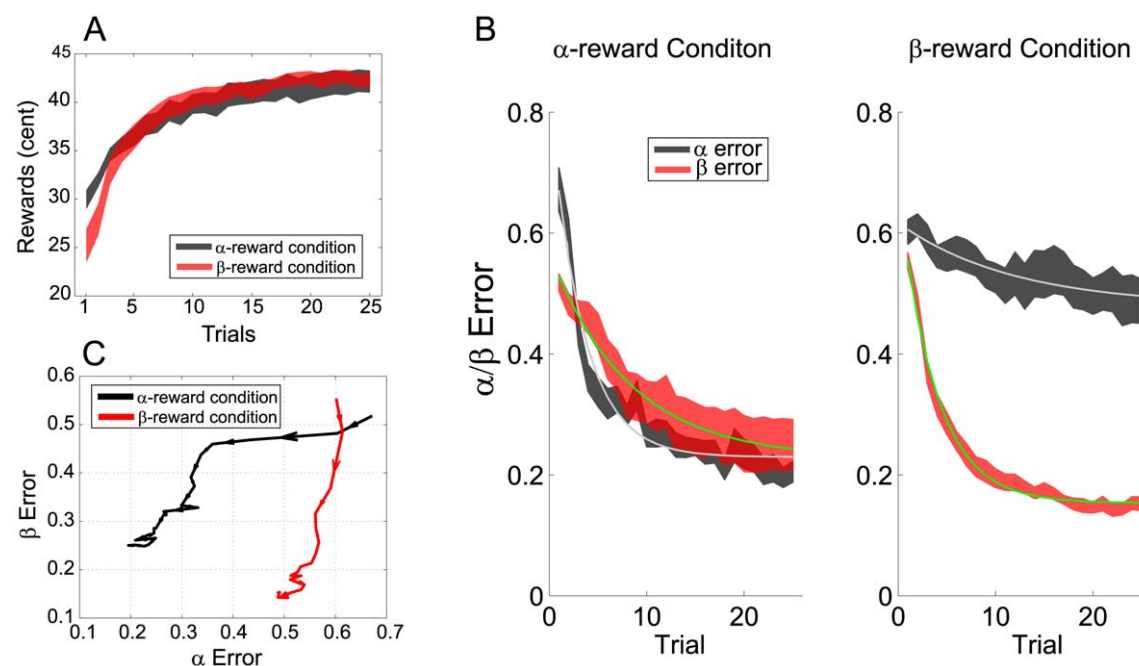 A
Rewards (cent)
45
40
35
30
25
20
1
5
10
15
20
25
Trials
α-reward condition
β-reward condition
B
α-reward Conditon
β-reward Condition
α/β Error
0.8
0.6
0.4
0.2
0
α error
β error
10
20
Trial
0.8
0.6
0.4
0.2
0
10
20
Trial
C
β Error
0.6
0.5
0.4
0.3
0.2
0.1
0.1
0.2
0.3
0.4
0.5
0.6
0.7
α Error
α-reward condition
β-reward condition